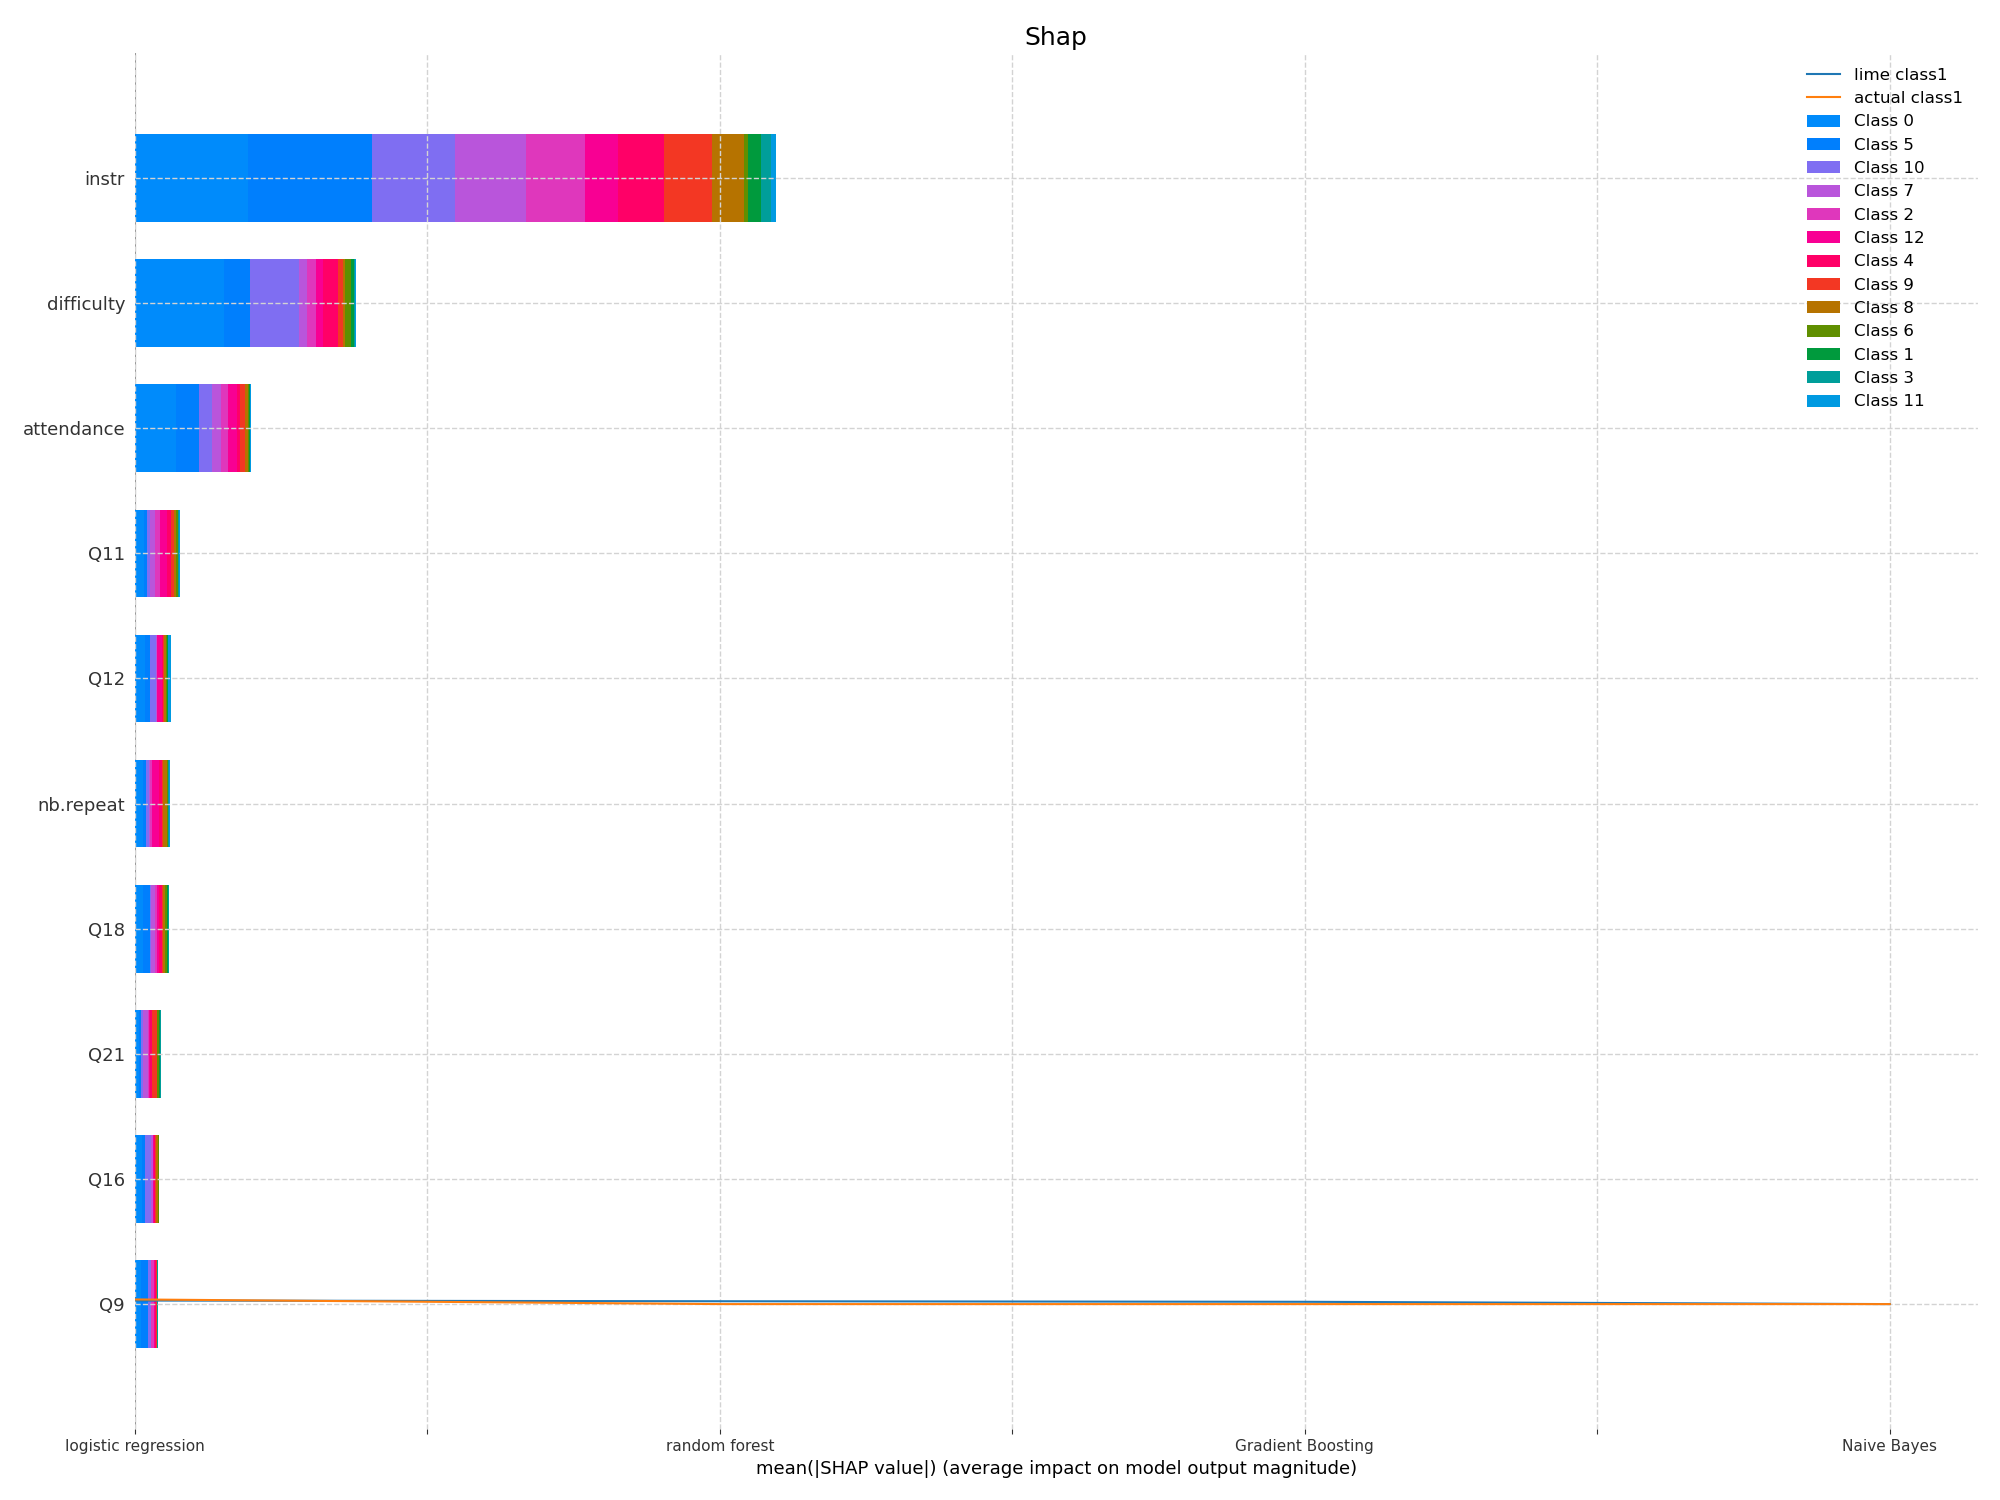 Shap
lime class1
actual class1
Class 0
Class 5
Class 10
Class 7
Class 2
Class 12
Class 4
Class 9
Class 8
Class 6
Class 1
Class 3
Class 11
instr
difficulty
attendance
Q11
Q12
nb.repeat
Q18
Q21
Q16
Q9
logistic regression
random forest
Gradient Boosting
Naive Bayes
mean(|SHAP value|) (average impact on model output magnitude)